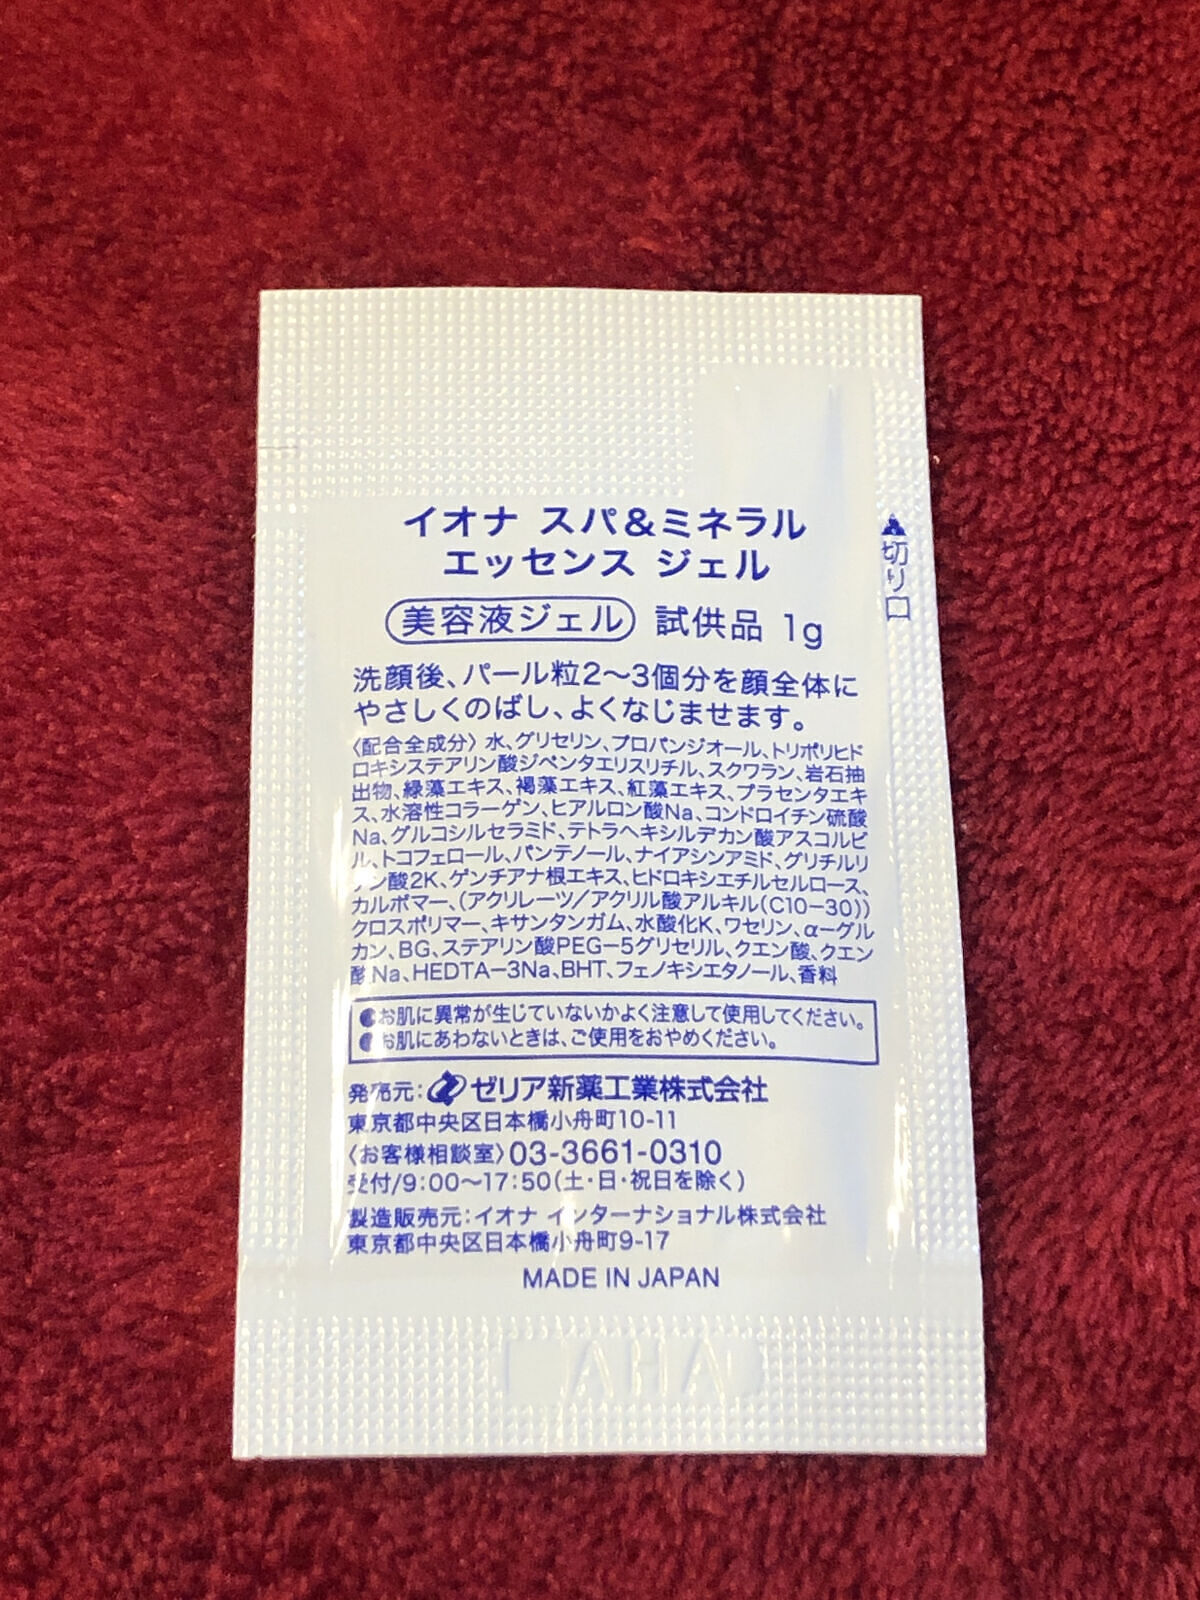 イオナ スパ&ミネラル
エッセンス ジェル
▲切り口
美容液ジェル 試供品 1g
洗顔後、パール粒2〜3個分を顔全体に
やさしくのばし、よくなじませます。
〈配合全成分〉水、グリセリン、プロパンジオール、トリポリヒド
ロキシステアリン酸ジペンタエリスリチル、スクワラン、岩石抽
出物、緑藻エキス、褐藻エキス、紅藻エキス、プラセンタエキ
ス、水溶性コラーゲン、ヒアルロン酸Na、コンドロイチン硫酸
Na、グルコシルセラミド、テトラヘキシルデカン酸アスコルビ
ル、トコフェロール、パンテノール、ナイアシンアミド、グリチルリ
チン酸2K、ゲンチアナ根エキス、ヒドロキシエチルセルロース、
カルボマー、(アクリレーツ/アクリル酸アルキル(C10-30))
クロスポリマー、キサンタンガム、水酸化K、ワセリン、α-グル
カン、BG、ステアリン酸PEG-5グリセリル、クエン酸、クエン
酸Na、HEDTA-3Na、BHT、フェノキシエタノール、香料
●お肌に異常が生じていないかよく注意して使用してください。
●お肌にあわないときは、ご使用をおやめください。
発売元:ゼリア新薬工業株式会社
東京都中央区日本橋小舟町10-11
〈お客様相談室〉03-3661-0310
受付/9:00〜17:50(土・日・祝日を除く)
製造販売元:イオナ インターナショナル株式会社
東京都中央区日本橋小舟町9-17
MADE IN JAPAN